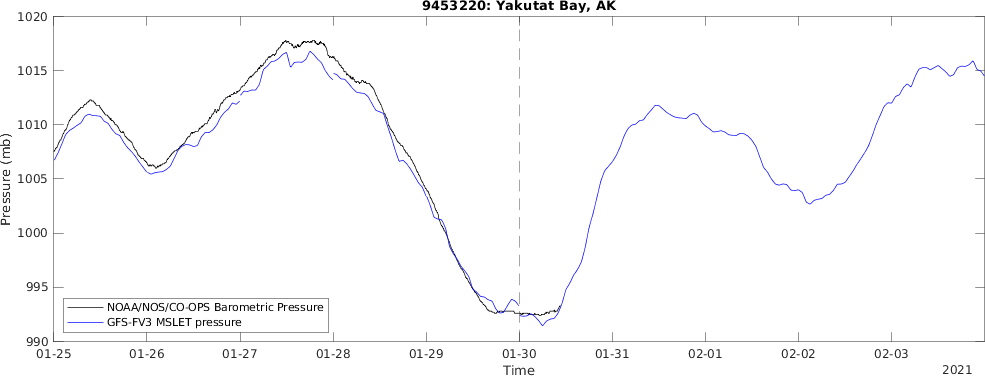 9453220: Yakutat Bay, AK
Pressure (mb)
1020
1015
1010
1005
1000
995
990
NOAA/NOS/CO-OPS Barometric Pressure
GFS-FV3 MSLET pressure
01-25 01-26 01-27 01-28 01-29 01-30 01-31 02-01 02-02 02-03
Time
2021